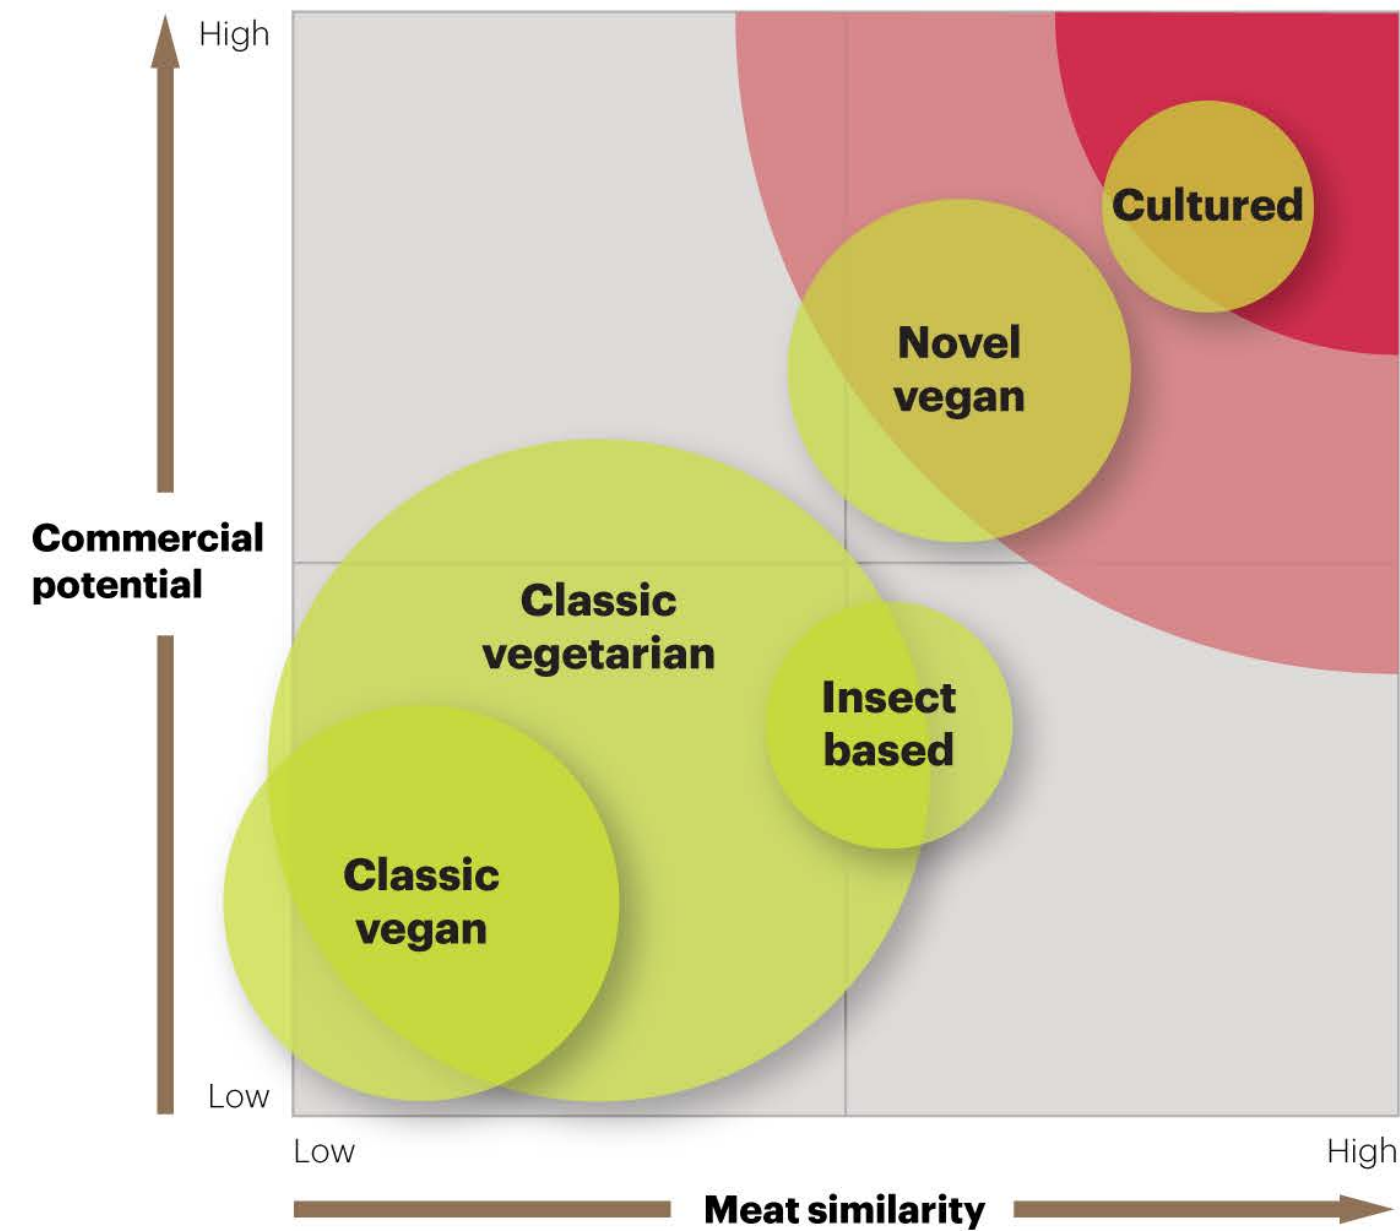 High
Cultured
Novel
vegan
Commercial
potential
Classic
vegetarian
Insect
based
Classic
vegan
Low
Low
High
Meat similarity